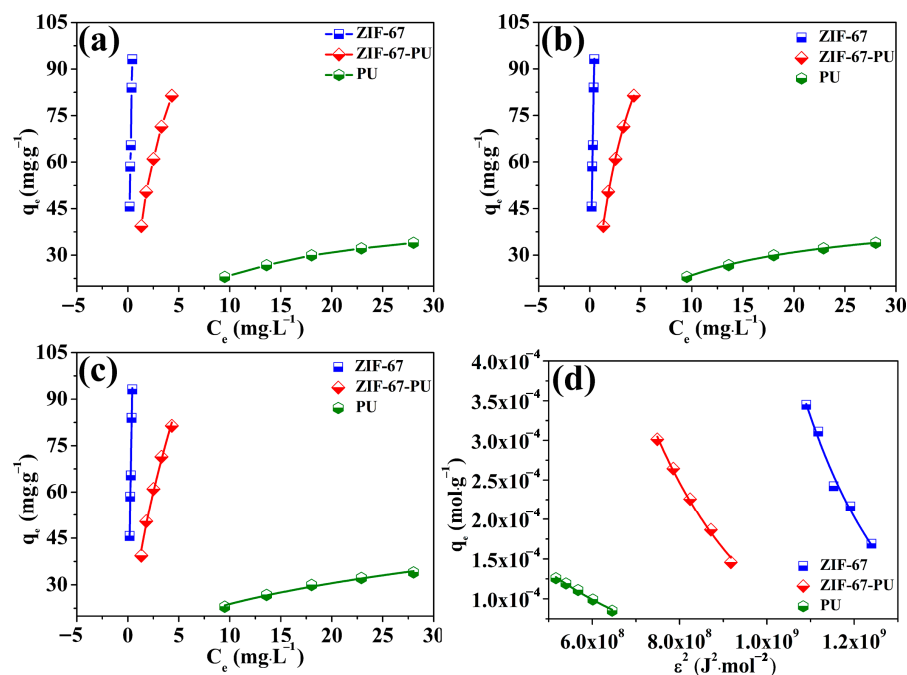 (a)
ZIF-67
ZIF-67-PU
PU
105
90
75
60
45
30
qₑ (mg.g⁻¹)
−5 0 5 10 15 20 25 30
Cₑ (mg.L⁻¹)
(b)
ZIF-67
ZIF-67-PU
PU
105
90
75
60
45
30
qₑ (mg.g⁻¹)
−5 0 5 10 15 20 25 30
Cₑ (mg.L⁻¹)
(c)
ZIF-67
ZIF-67-PU
PU
105
90
75
60
45
30
15
qₑ (mg.g⁻¹)
−5 0 5 10 15 20 25 30
Cₑ (mg.L⁻¹)
(d)
4.0x10⁻⁴
3.5x10⁻⁴
3.0x10⁻⁴
2.5x10⁻⁴
2.0x10⁻⁴
1.5x10⁻⁴
1.0x10⁻⁴
qₑ (mol·g⁻¹)
ZIF-67
ZIF-67-PU
PU
6.0x10⁸ 8.0x10⁸ 1.0x10⁹ 1.2x10⁹
ε² (J²·mol⁻²)